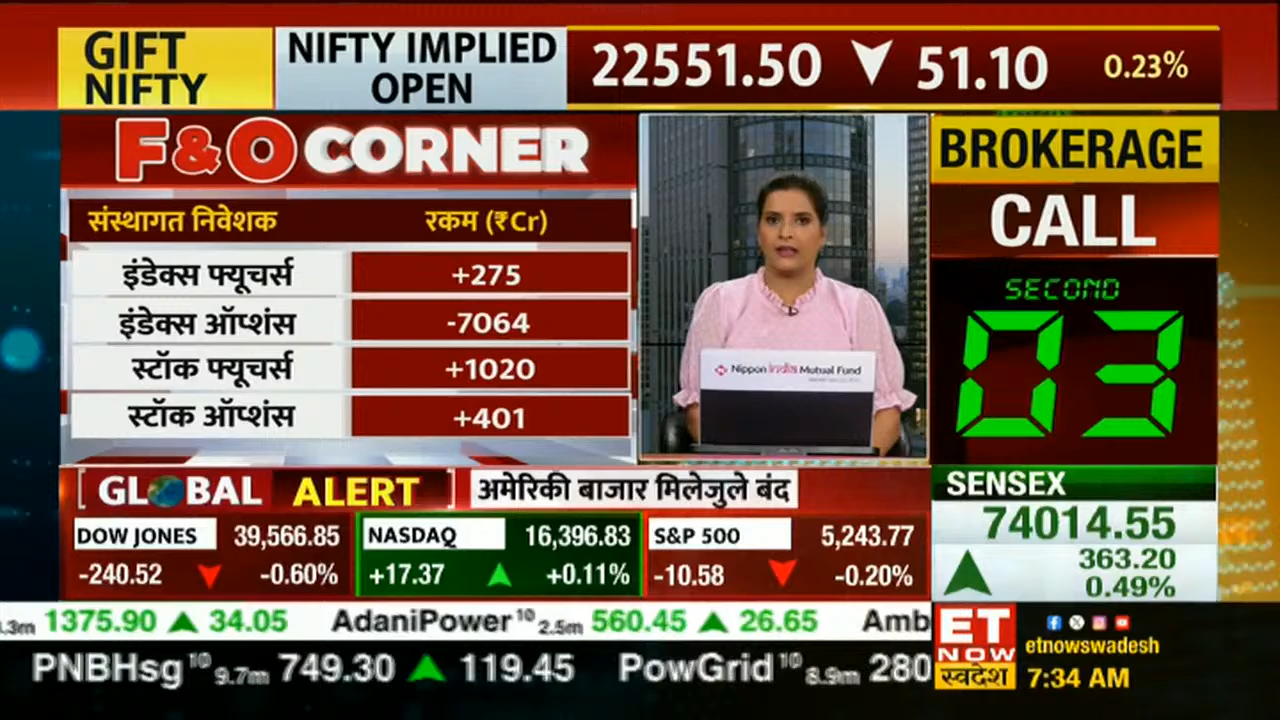 GIFT
NIFTY
NIFTY IMPLIED
OPEN
22551.50 ▼ 51.10 0.23%
F&O CORNER
संस्थागत निवेशक रकम (₹Cr)
इंडेक्स फ्यूचर्स +275
इंडेक्स ऑप्शंस -7064
स्टॉक फ्यूचर्स +1020
स्टॉक ऑप्शंस +401
Nippon india Mutual Fund
BROKERAGE
CALL
SECOND
03
GLOBAL ALERT अमेरिकी बाजार मिलेजुले बंद
DOW JONES 39,566.85
-240.52 ▼ -0.60%
NASDAQ 16,396.83
+17.37 ▲ +0.11%
S&P 500 5,243.77
-10.58 ▼ -0.20%
SENSEX
74014.55
▲ 363.20
0.49%
.3m 1375.90 ▲ 34.05 AdaniPower 10 2.5m 560.45 ▲ 26.65 Amb
PNBHsg 10 9.7m 749.30 ▲ 119.45 PowGrid 10 8.9m 280
ET
NOW
स्वदेश
etnowswadesh
7:34 AM